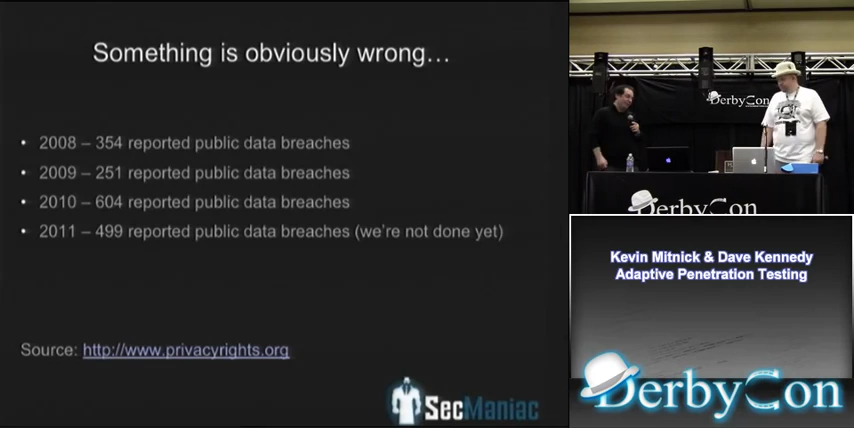 Something is obviously wrong…
• 2008 – 354 reported public data breaches
• 2009 – 251 reported public data breaches
• 2010 – 604 reported public data breaches
• 2011 – 499 reported public data breaches (we're not done yet)
Source: http://www.privacyrights.org
SecManiac
DerbyCon
DerbyCon
Kevin Mitnick & Dave Kennedy
Adaptive Penetration Testing
DerbyCon